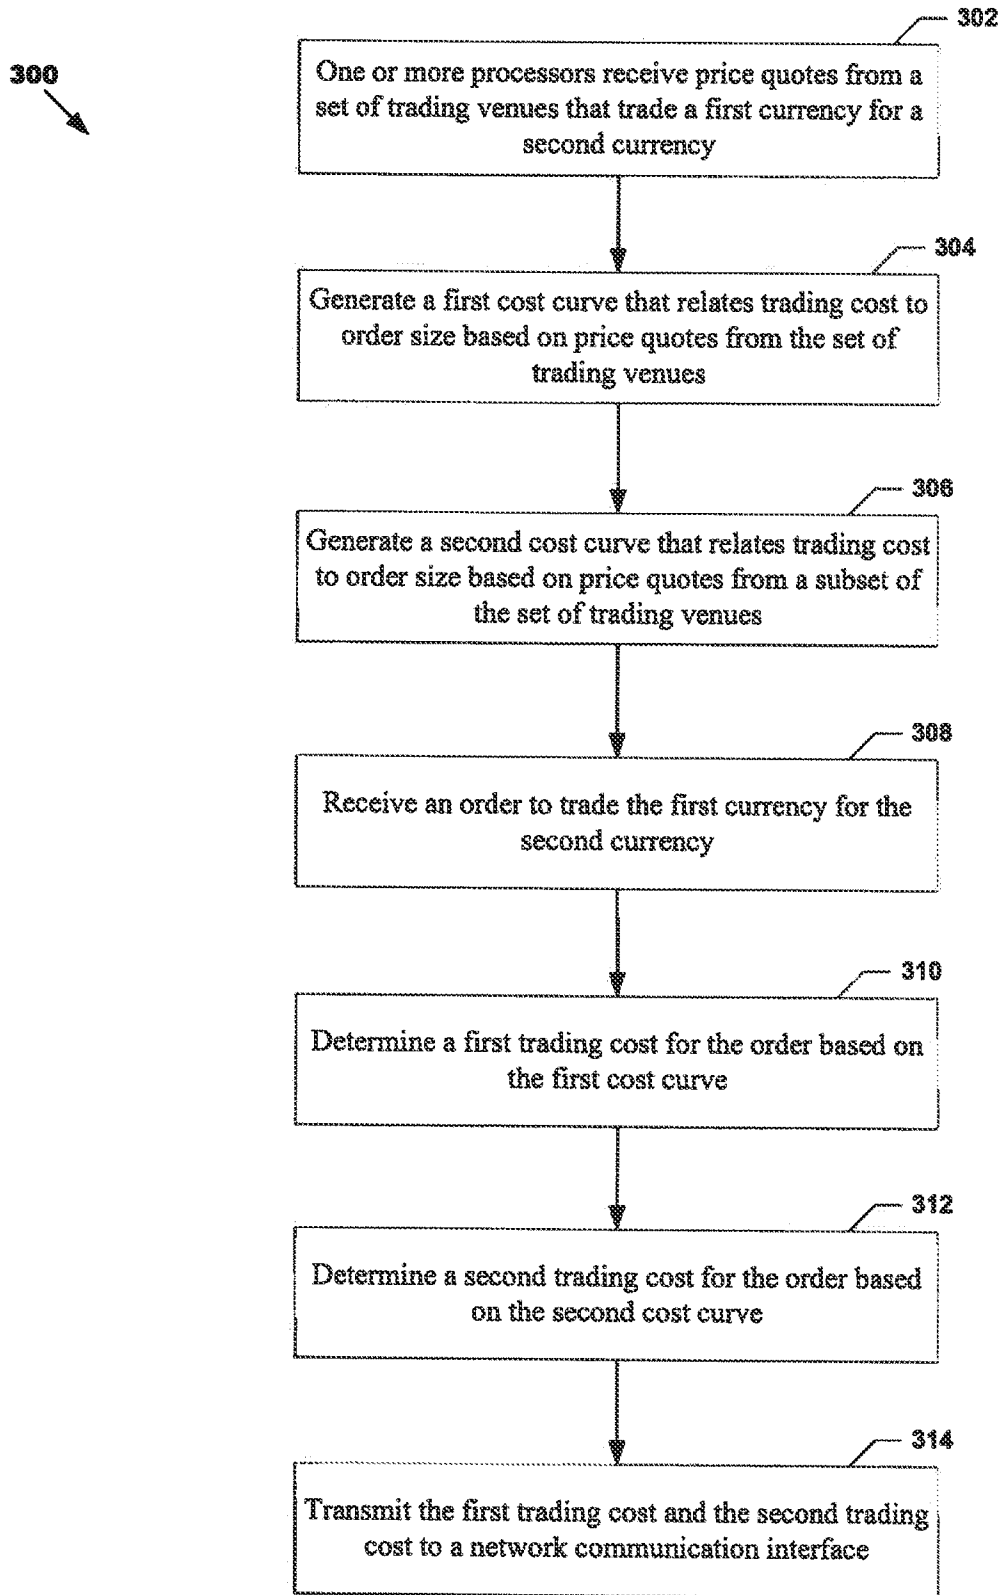 300
302
One or more processors receive price quotes from a
set of trading venues that trade a first currency for a
second currency
304
Generate a first cost curve that relates trading cost to
order size based on price quotes from the set of
trading venues
306
Generate a second cost curve that relates trading cost
to order size based on price quotes from a subset of
the set of trading venues
308
Receive an order to trade the first currency for the
second currency
310
Determine a first trading cost for the order based on
the first cost curve
312
Determine a second trading cost for the order based
on the second cost curve
314
Transmit the first trading cost and the second trading
cost to a network communication interface